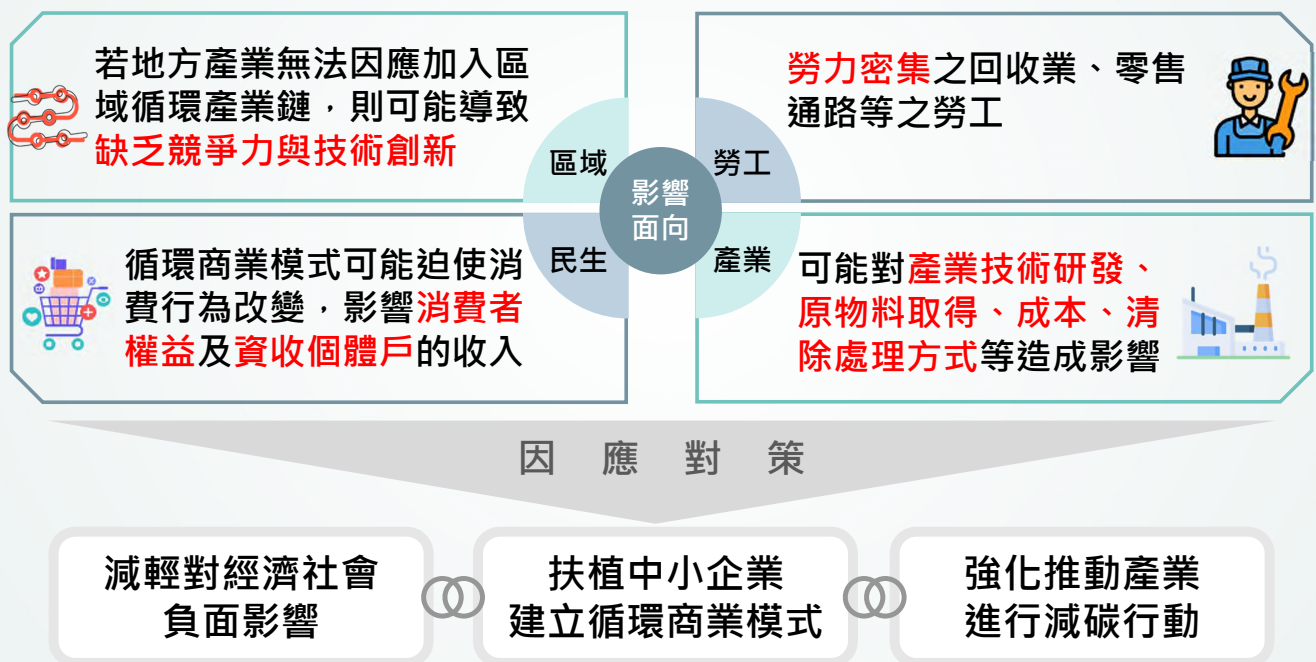 若地方產業無法因應加入區
域循環產業鏈，則可能導致
缺乏競爭力與技術創新
勞力密集之回收業、零售
通路等之勞工
區域
勞工
影響
面向
民生
產業
循環商業模式可能迫使消
費行為改變，影響消費者
權益及資收個體戶的收入
可能對產業技術研發、
原物料取得、成本、清
除處理方式等造成影響
因應對策
減輕對經濟社會
負面影響
扶植中小企業
建立循環商業模式
強化推動產業
進行減碳行動